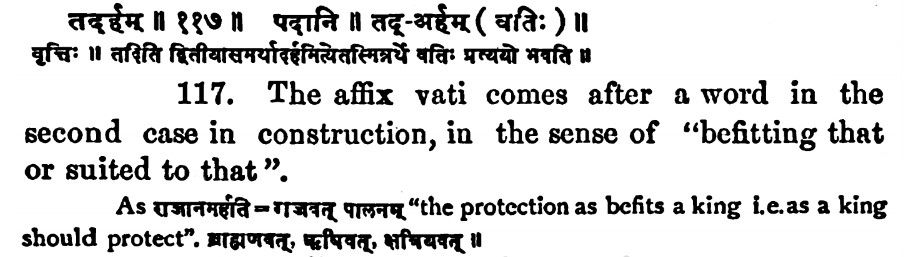 तदर्हम् ॥ ११७ ॥ पदानि ॥ तद्-अर्हम् ( वतिः ) ॥
वृत्तिः ॥ तदिति द्वितीयासमर्थादर्हमित्येतस्मिन्नर्थे वतिः प्रत्ययो भवति ॥
117. The affix vati comes after a word in the
second case in construction, in the sense of “befitting that
or suited to that”.
As राजानमर्हति = राजवत् पालनम् “the protection as befits a king i.e. as a king
should protect”. ब्राह्मणवत्, ऋषिवत्, क्षत्रियवत् ॥